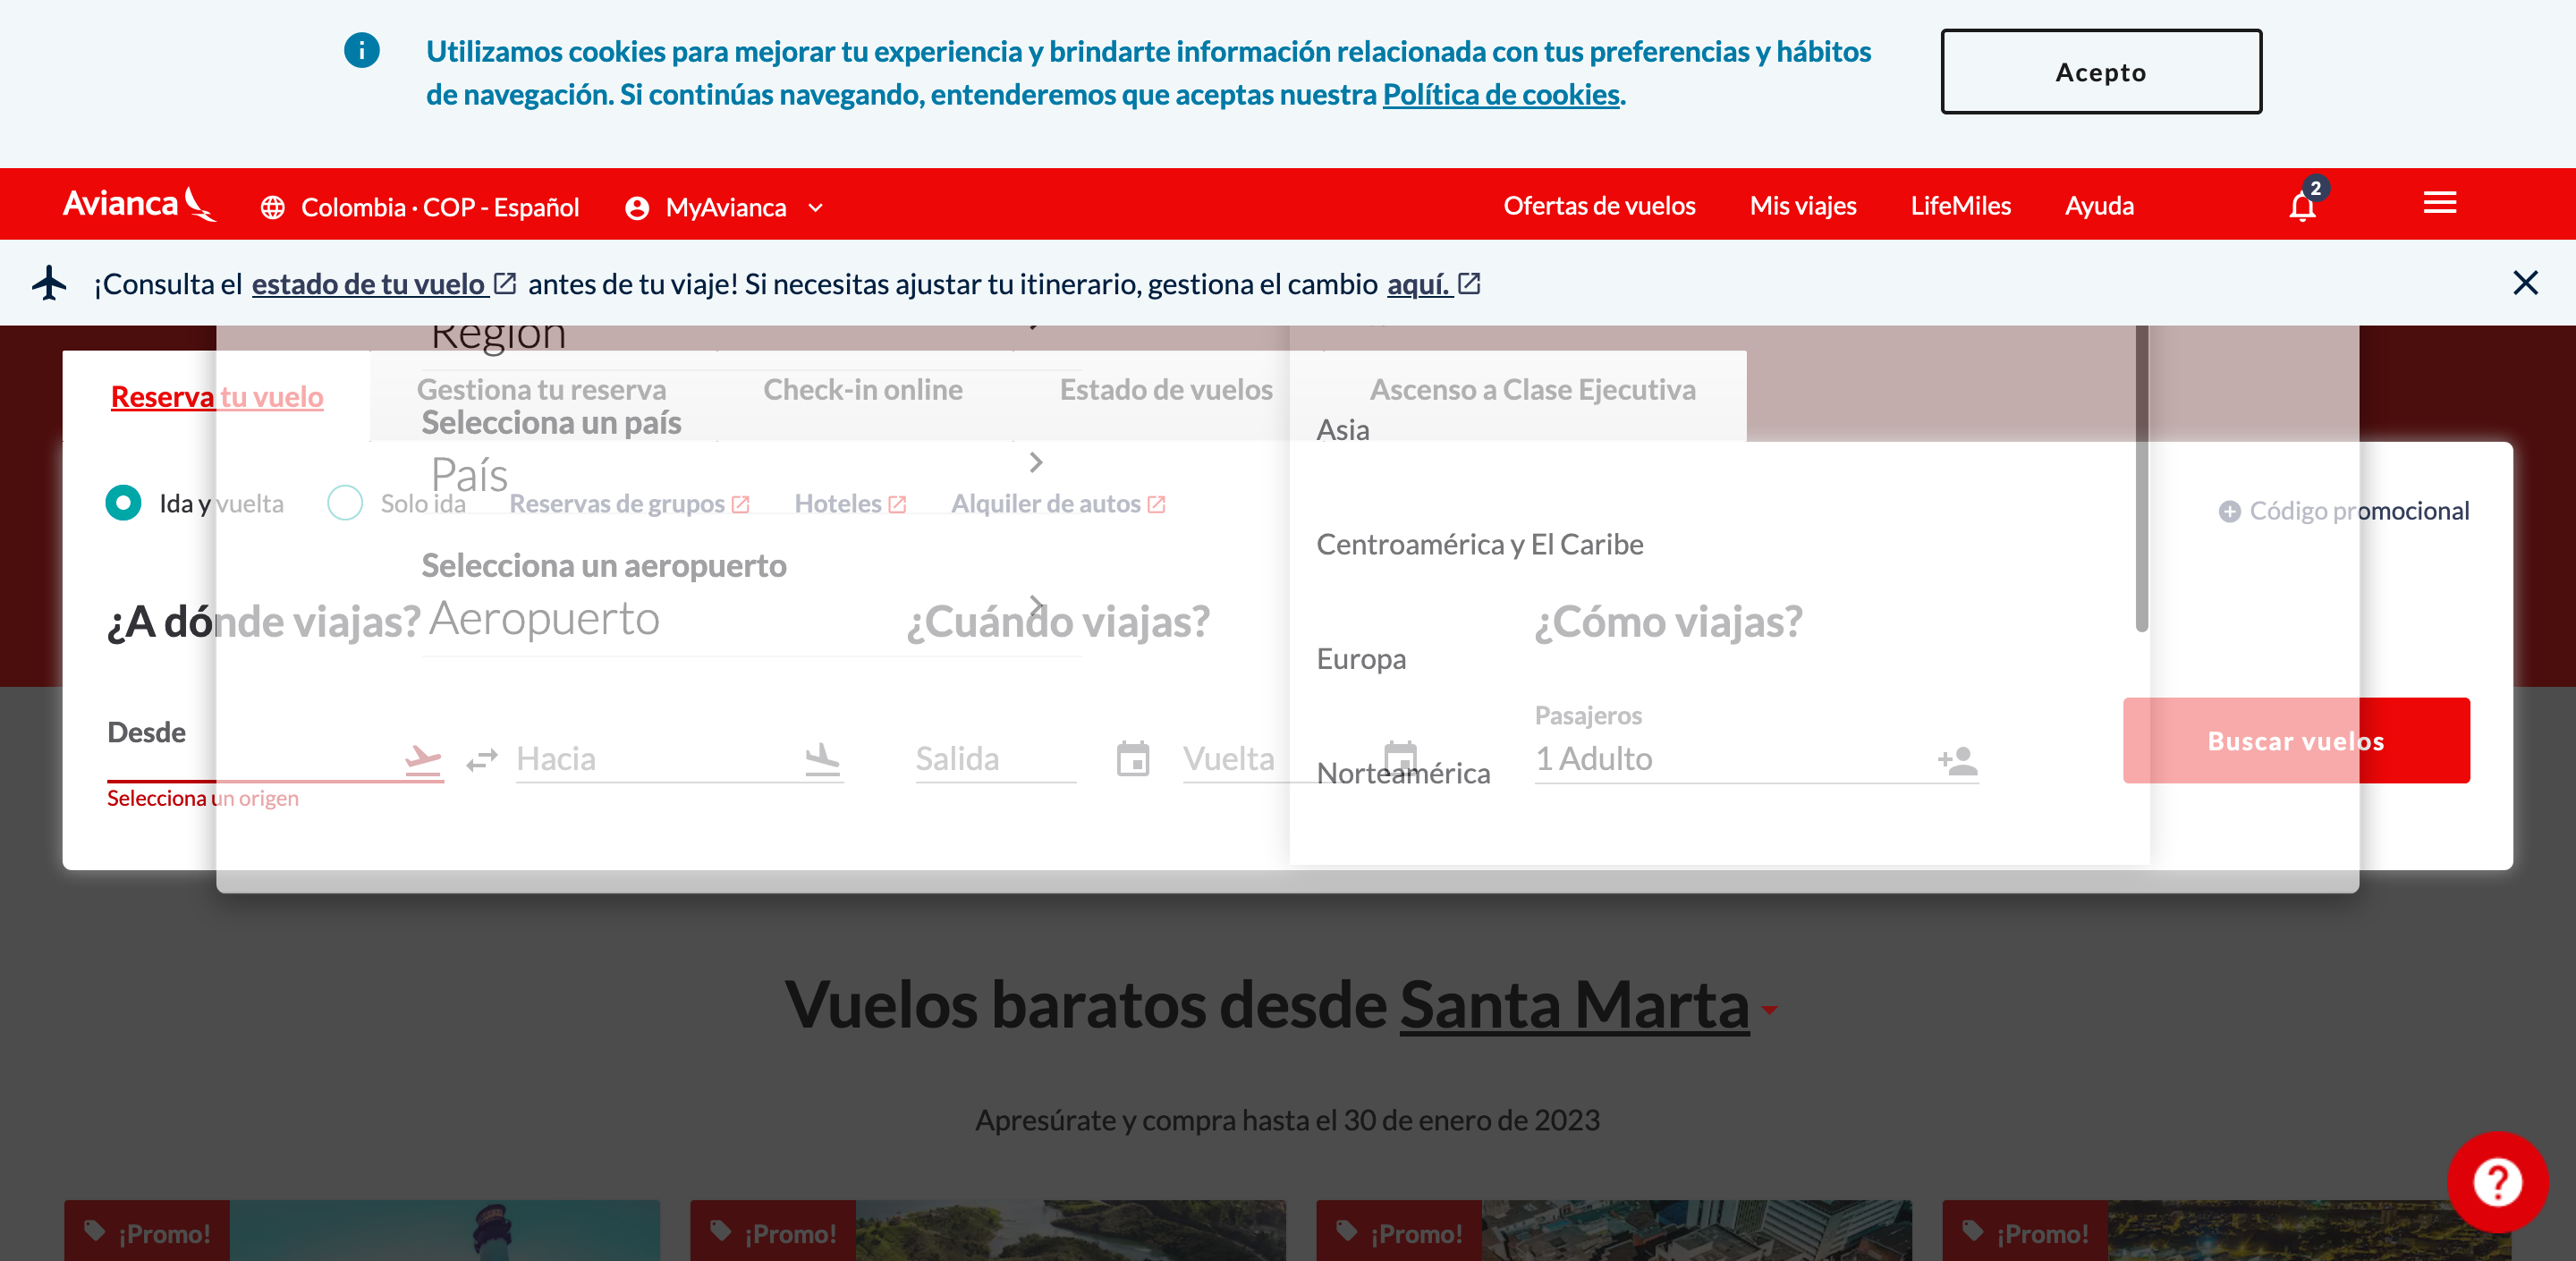 Utilizamos cookies para mejorar tu experiencia y brindarte información relacionada con tus preferencias y hábitos
de navegación. Si continúas navegando, entenderemos que aceptas nuestra Política de cookies.
Acepto
Avianca
Colombia · COP - Español
MyAvianca
Ofertas de vuelos
Mis viajes
LifeMiles
Ayuda
2
¡Consulta el estado de tu vuelo antes de tu viaje! Si necesitas ajustar tu itinerario, gestiona el cambio aquí.
Región
Reserva tu vuelo
Gestiona tu reserva
Check-in online
Estado de vuelos
Ascenso a Clase Ejecutiva
Selecciona un país
País
Asia
Ida y vuelta
Solo ida
Reservas de grupos
Hoteles
Alquiler de autos
Código promocional
Centroamérica y El Caribe
Selecciona un aeropuerto
Aeropuerto
¿A dónde viajas?
¿Cuándo viajas?
¿Cómo viajas?
Europa
Desde
Hacia
Salida
Vuelta
Norteamérica
Pasajeros
1 Adulto
Buscar vuelos
Selecciona un origen
Vuelos baratos desde Santa Marta
Apresúrate y compra hasta el 30 de enero de 2023
¡Promo!
¡Promo!
¡Promo!
¡Promo!